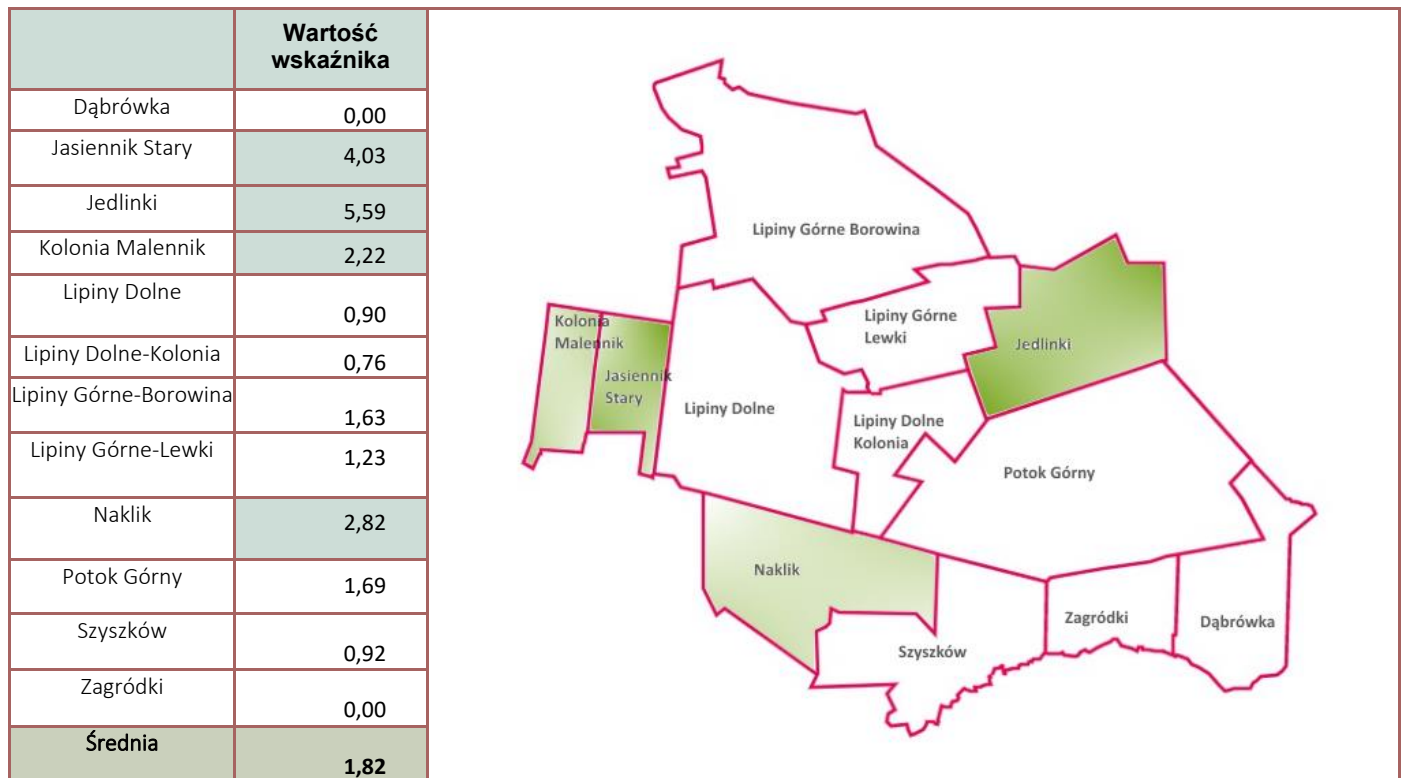 Wartość
wskaźnika
Dąbrówka 0,00
Jasiennik Stary 4,03
Jedlinki 5,59
Kolonia Malennik 2,22
Lipiny Dolne 0,90
Lipiny Dolne-Kolonia 0,76
Lipiny Górne-Borowina 1,63
Lipiny Górne-Lewki 1,23
Naklik 2,82
Potok Górny 1,69
Szyszków 0,92
Zagródki 0,00
Średnia 1,82
Lipiny Górne Borowina
Lipiny Górne
Lewki
Kolonia
Malennik
Jedlinki
Jasiennik
Stary
Lipiny Dolne
Lipiny Dolne
Kolonia
Potok Górny
Naklik
Zagródki
Dąbrówka
Szyszków